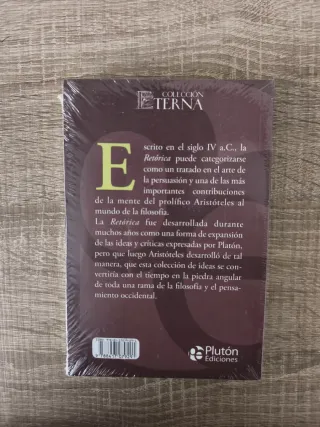 COLECCIÓN
ETERNA
Escrito en el siglo IV a.C., la
Retórica puede categorizarse
como un tratado en el arte de
la persuasión y una de las más
importantes contribuciones
de la mente del prolífico Aristóteles al
mundo de la filosofía.
La Retórica fue desarrollada durante
muchos años como una forma de expansión
de las ideas y críticas expresadas por Platón,
pero que luego Aristóteles desarrolló de tal
manera, que esta colección de ideas se con-
vertiría con el tiempo en la piedra angular
de toda una rama de la filosofía y el pensa-
miento occidental.
Plutón
Ediciones